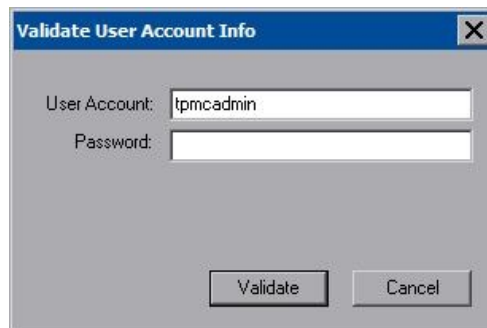 Validate User Account Info
User Account: tpmcadmin
Password:
Validate Cancel